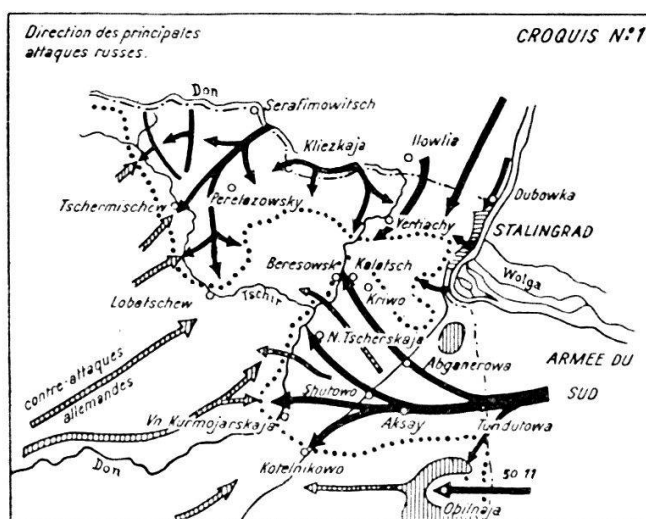 Direction des principales
attaques russes.
CROQUIS N°1
Don
Serafimowitsch
Kliezkaja
Ilowlia
Dubowka
Tschermischew
Perelazowsky
Vertiachy
STALINGRAD
Beresowsk
Kalatsch
Kriwo
Wolga
Lobatschew
Tschir
N.Tscherskaja
Abganerowa
ARMEE DU
SUD
contre-attaques
allemandes
Shutowo
Vn. Kurmojarskaja
Aksay
Tundutowa
Don
Kotelnikowo
30 11
Obilnaja